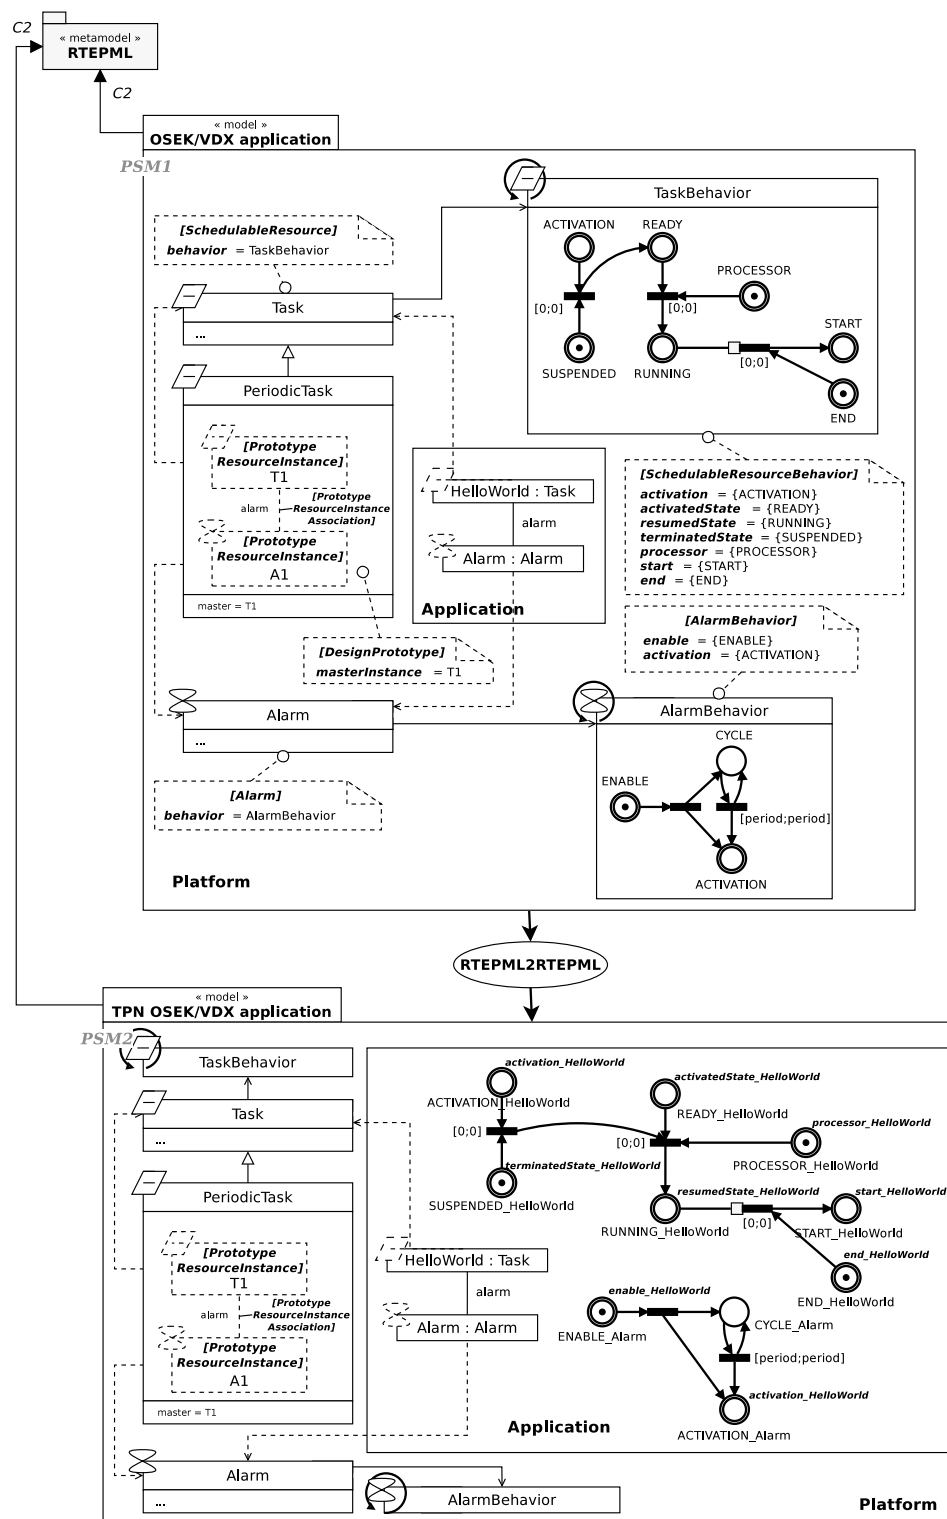 C2
« metamodel »
RTEPML
C2
« model »
OSEK/VDX application
PSM1
[SchedulableResource]
behavior = TaskBehavior
Task
...
PeriodicTask
[Prototype
ResourceInstance]
T1
alarm
[Prototype
ResourceInstance
Association]
[Prototype
ResourceInstance]
A1
master = T1
TaskBehavior
ACTIVATION
READY
PROCESSOR
[0;0]
[0;0]
START
SUSPENDED
RUNNING
[0;0]
END
HelloWorld : Task
alarm
Alarm : Alarm
Application
[SchedulableResourceBehavior]
activation = {ACTIVATION}
activatedState = {READY}
resumedState = {RUNNING}
terminatedState = {SUSPENDED}
processor = {PROCESSOR}
start = {START}
end = {END}
[DesignPrototype]
masterInstance = T1
[AlarmBehavior]
enable = {ENABLE}
activation = {ACTIVATION}
Alarm
...
[Alarm]
behavior = AlarmBehavior
AlarmBehavior
CYCLE
ENABLE
[period;period]
ACTIVATION
Platform
RTEPML2RTEPML
« model »
TPN OSEK/VDX application
PSM2
TaskBehavior
Task
...
PeriodicTask
[Prototype
ResourceInstance]
T1
alarm
[Prototype
ResourceInstance
Association]
[Prototype
ResourceInstance]
A1
master = T1
activation_HelloWorld
ACTIVATION_HelloWorld
activatedState_HelloWorld
READY_HelloWorld
[0;0]
[0;0]
processor_HelloWorld
PROCESSOR_HelloWorld
terminatedState_HelloWorld
SUSPENDED_HelloWorld
resumedState_HelloWorld
RUNNING_HelloWorld
[0;0]
start_HelloWorld
START_HelloWorld
end_HelloWorld
END_HelloWorld
HelloWorld : Task
alarm
Alarm : Alarm
enable_HelloWorld
ENABLE_Alarm
CYCLE_Alarm
[period;period]
activation_HelloWorld
ACTIVATION_Alarm
Application
Alarm
...
AlarmBehavior
Platform